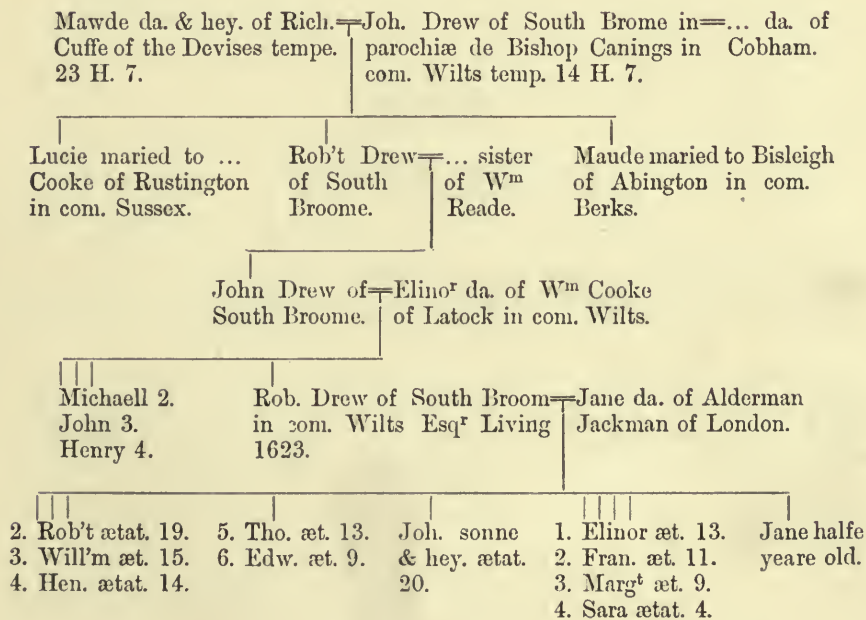 Mawde da. & hey. of Rich.
Cuffe of the Devises tempe.
23 H. 7.
Joh. Drew of South Brome in
parochiæ de Bishop Canings in
com. Wilts temp. 14 H. 7.
... da. of
Cobham.
Lucie maried to ...
Cooke of Rustington
in com. Sussex.
Rob't Drew
of South
Broome.
... sister
of Wᵐ
Reade.
Maude maried to Bisleigh
of Abington in com.
Berks.
John Drew of
South Broome.
Elinoʳ da. of Wᵐ Cooke
of Latock in com. Wilts.
Michaell 2.
John 3.
Henry 4.
Rob. Drew of South Broom
in com. Wilts Esqʳ Living
1623.
Jane da. of Alderman
Jackman of London.
2. Rob't ætat. 19.
3. Will'm æt. 15.
4. Hen. ætat. 14.
5. Tho. æt. 13.
6. Edw. æt. 9.
Joh. sonne
& hey. ætat.
20.
1. Elinor æt. 13.
2. Fran. æt. 11.
3. Margᵗ æt. 9.
4. Sara ætat. 4.
Jane halfe
yeare old.